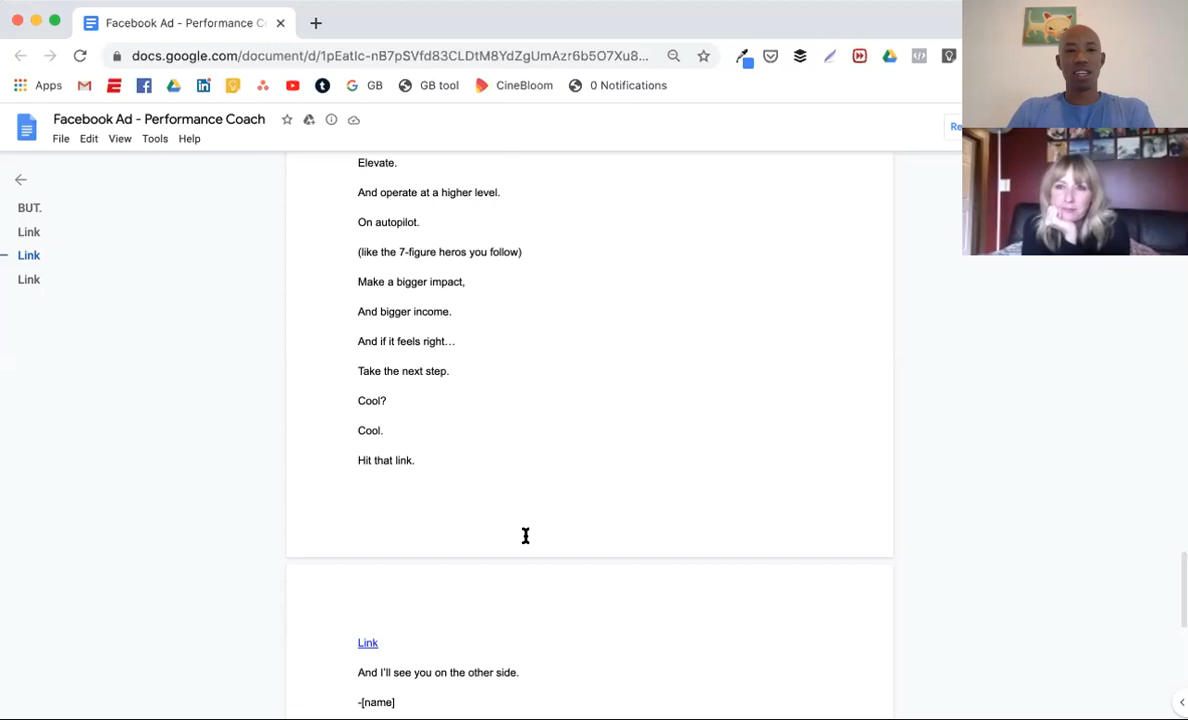 Facebook Ad - Performance C
docs.google.com/document/d/1pEatIc-nB7pSVfd83CLDtM8YdZgUmAzr6b5O7Xu8...
Apps
GB
GB tool
CineBloom
0 Notifications
Facebook Ad - Performance Coach
File Edit View Tools Help
Re
BUT.
Link
Link
Link
Elevate.
And operate at a higher level.
On autopilot.
(like the 7-figure heros you follow)
Make a bigger impact,
And bigger income.
And if it feels right…
Take the next step.
Cool?
Cool.
Hit that link.
Link
And I'll see you on the other side.
-[name]